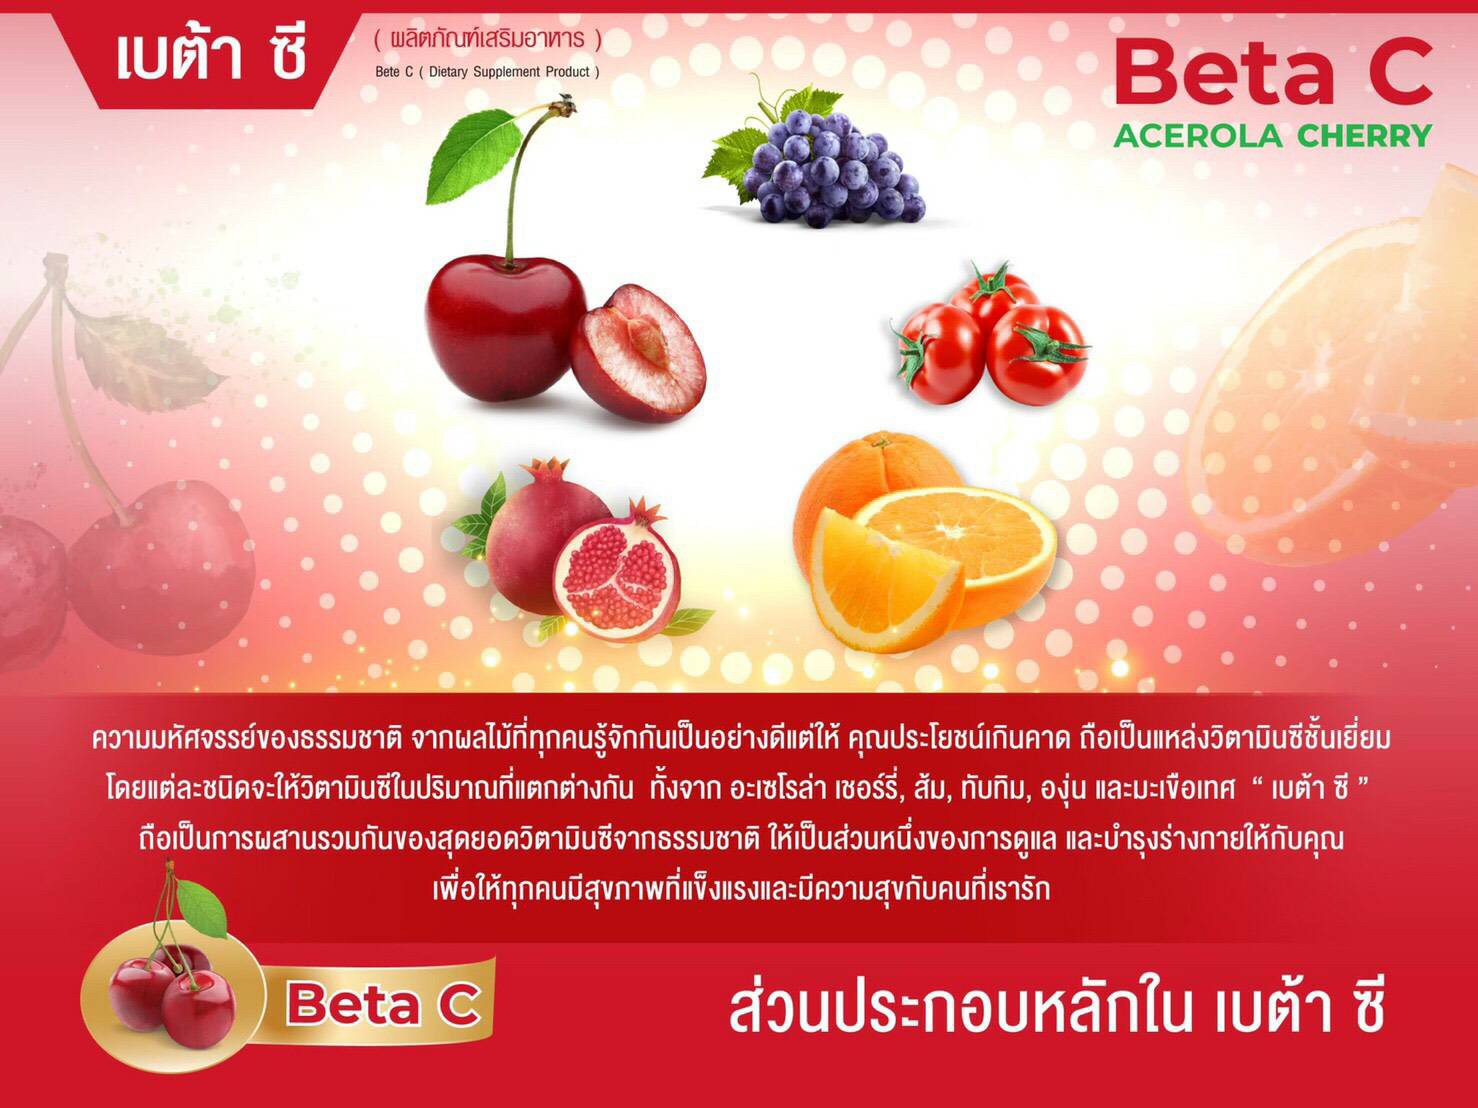 เบต้า ซี
( ผลิตภัณฑ์เสริมอาหาร )
Bete C ( Dietary Supplement Product )
Beta C
ACEROLA CHERRY
ความมหัศจรรย์ของธรรมชาติ จากผลไม้ที่ทุกคนรู้จักกันเป็นอย่างดีแต่ให้ คุณประโยชน์เกินคาด ถือเป็นแหล่งวิตามินซีชั้นเยี่ยม
โดยแต่ละชนิดจะให้วิตามินซีในปริมาณที่แตกต่างกัน ทั้งจาก อะเซโรล่า เชอร์รี่, ส้ม, ทับทิม, องุ่น และมะเขือเทศ “ เบต้า ซี ”
ถือเป็นการผสานรวมกันของสุดยอดวิตามินซีจากธรรมชาติ ให้เป็นส่วนหนึ่งของการดูแล และบำรุงร่างกายให้กับคุณ
เพื่อให้ทุกคนมีสุขภาพที่แข็งแรงและมีความสุขกับคนที่เรารัก
Beta C
ส่วนประกอบหลักใน เบต้า ซี